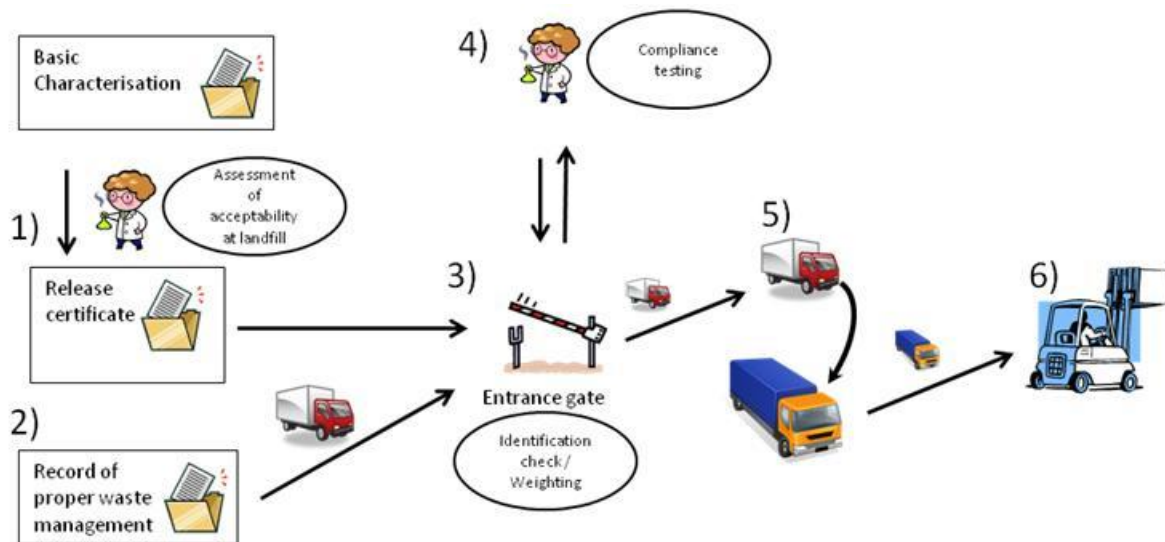 Basic
Characterisation
4)
Compliance
testing
Assessment
of
acceptability
at landfill
1)
Release
certificate
3)
5)
6)
Entrance gate
Identification
check /
Weighting
2)
Record of
proper waste
management